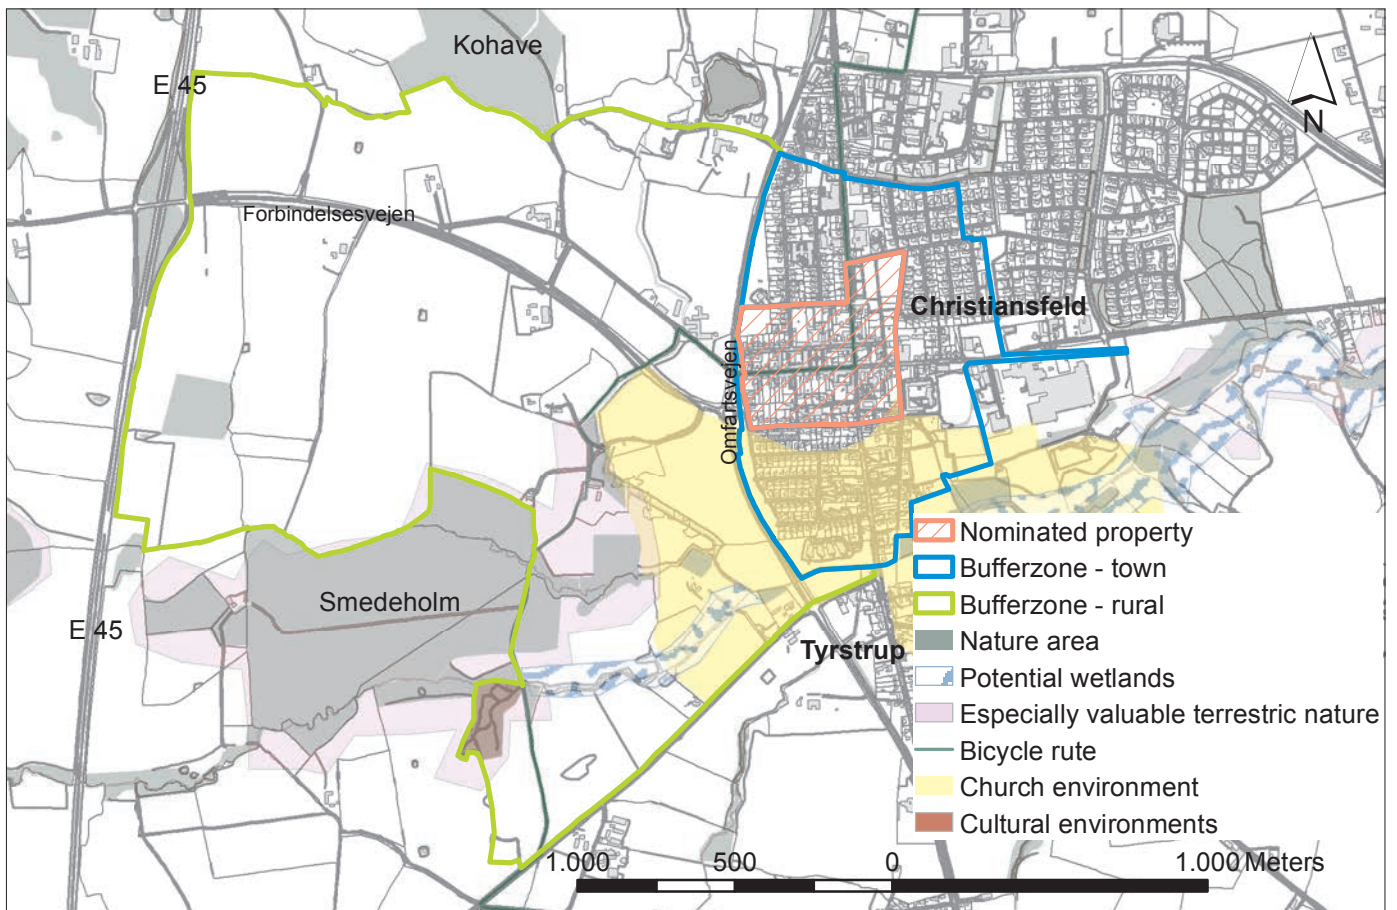 Kohave
E 45
N
Forbindelsesvejen
Christiansfeld
Omfartsvejen
Nominated property
Bufferzone - town
Bufferzone - rural
Smedeholm
E 45
Tyrstrup
Nature area
Potential wetlands
Especially valuable terrestric nature
Bicycle rute
Church environment
Cultural environments
1.000 500 0 1.000 Meters